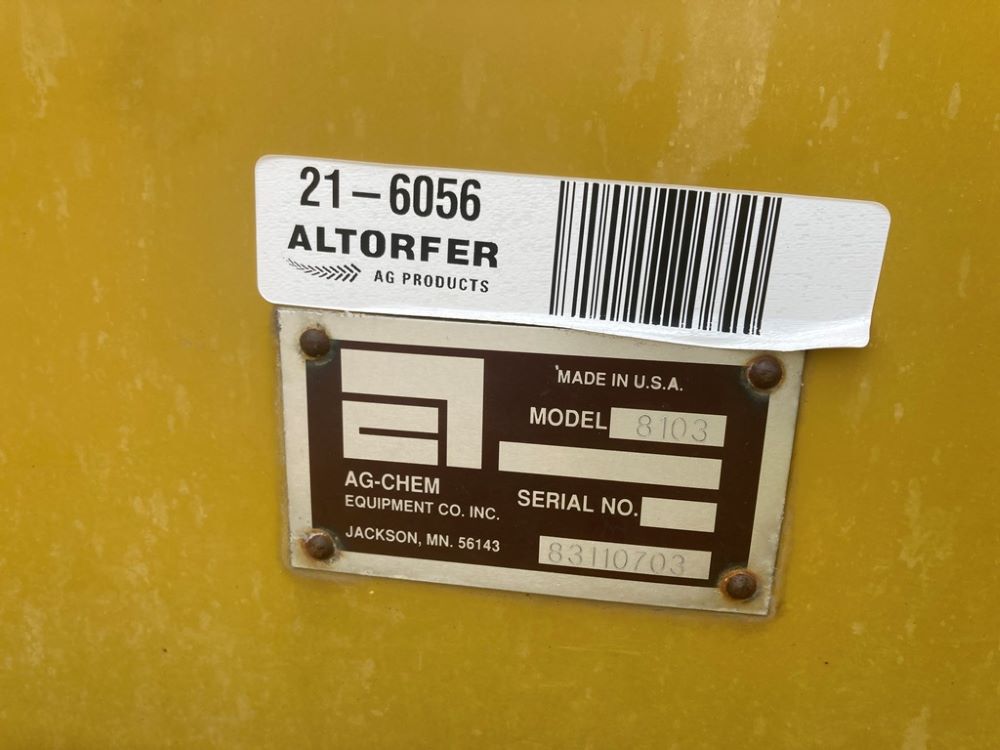 21-6056
ALTORFER
AG PRODUCTS
MADE IN U.S.A.
MODEL 8103
AG-CHEM
EQUIPMENT CO. INC.
JACKSON, MN. 56143
SERIAL NO.
83110703